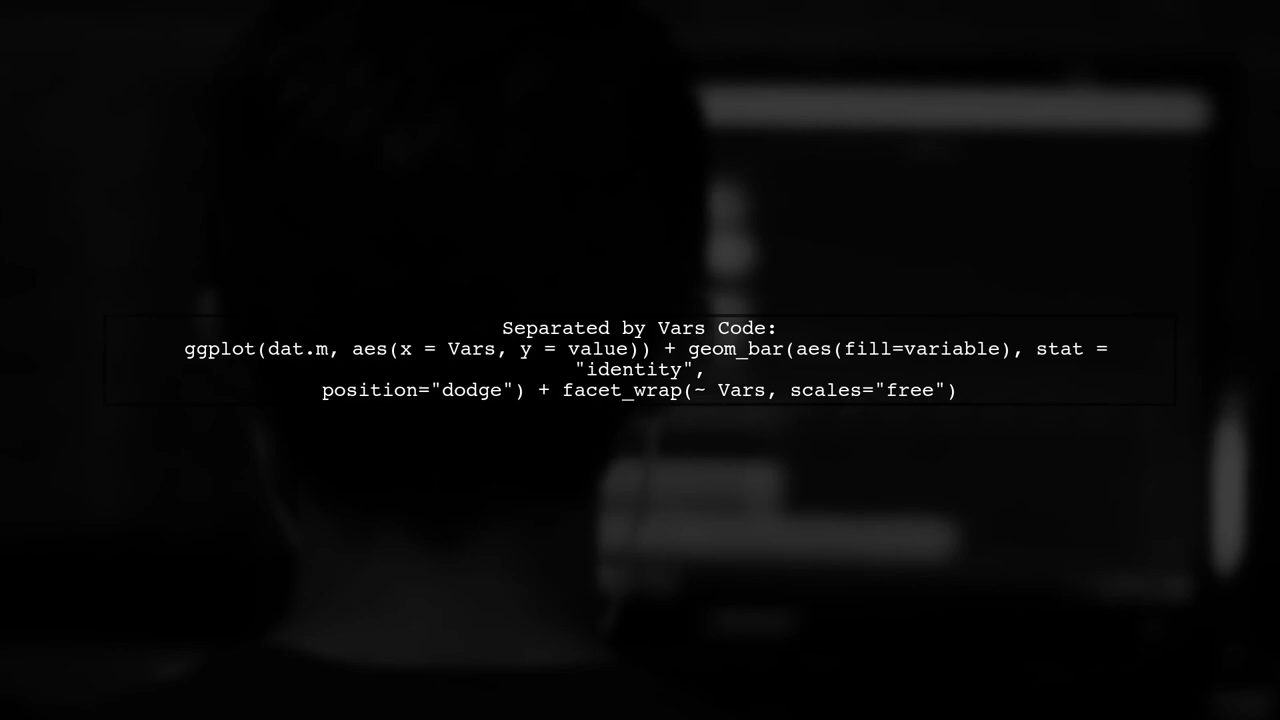 Separated by Vars Code:
ggplot(dat.m, aes(x = Vars, y = value)) + geom_bar(aes(fill=variable), stat =
"identity",
position="dodge") + facet_wrap(~ Vars, scales="free")